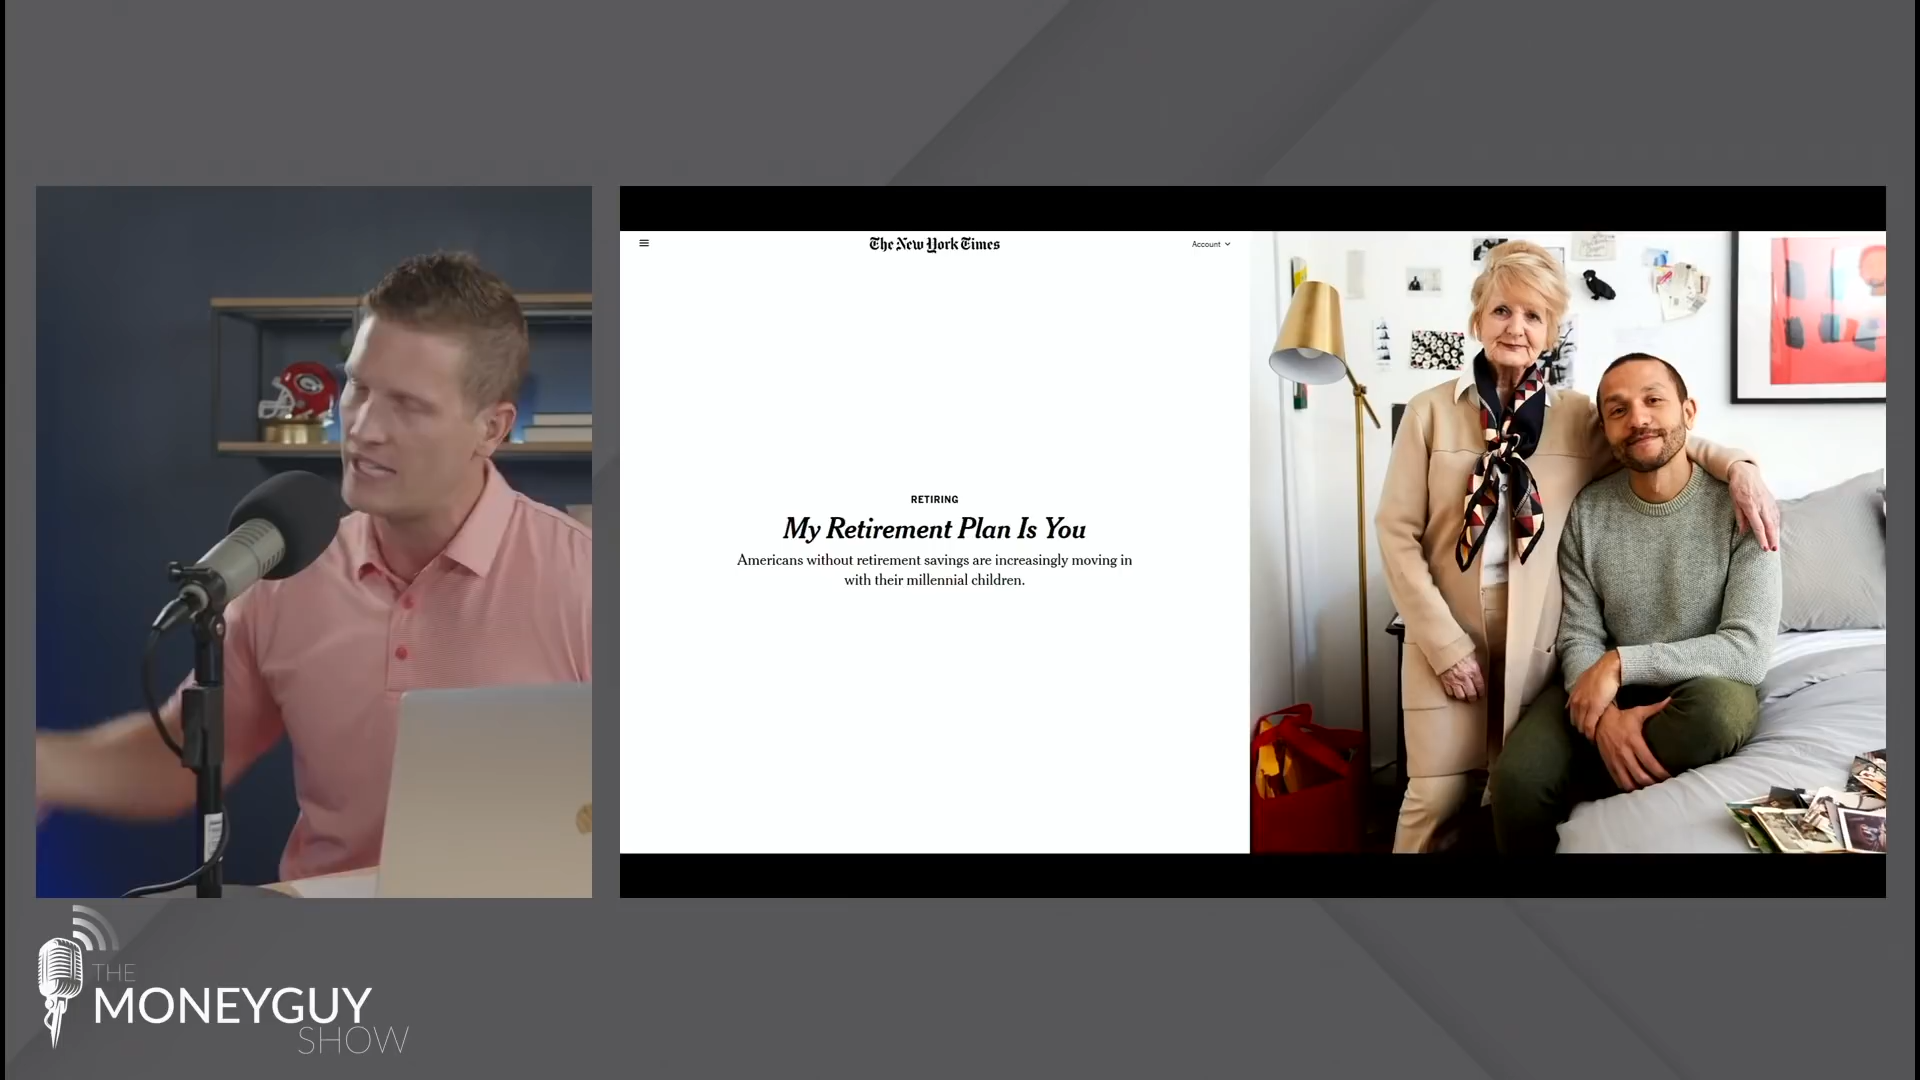 The New York Times
Account
RETIRING
My Retirement Plan Is You
Americans without retirement savings are increasingly moving in
with their millennial children.
THE
MONEYGUY
SHOW